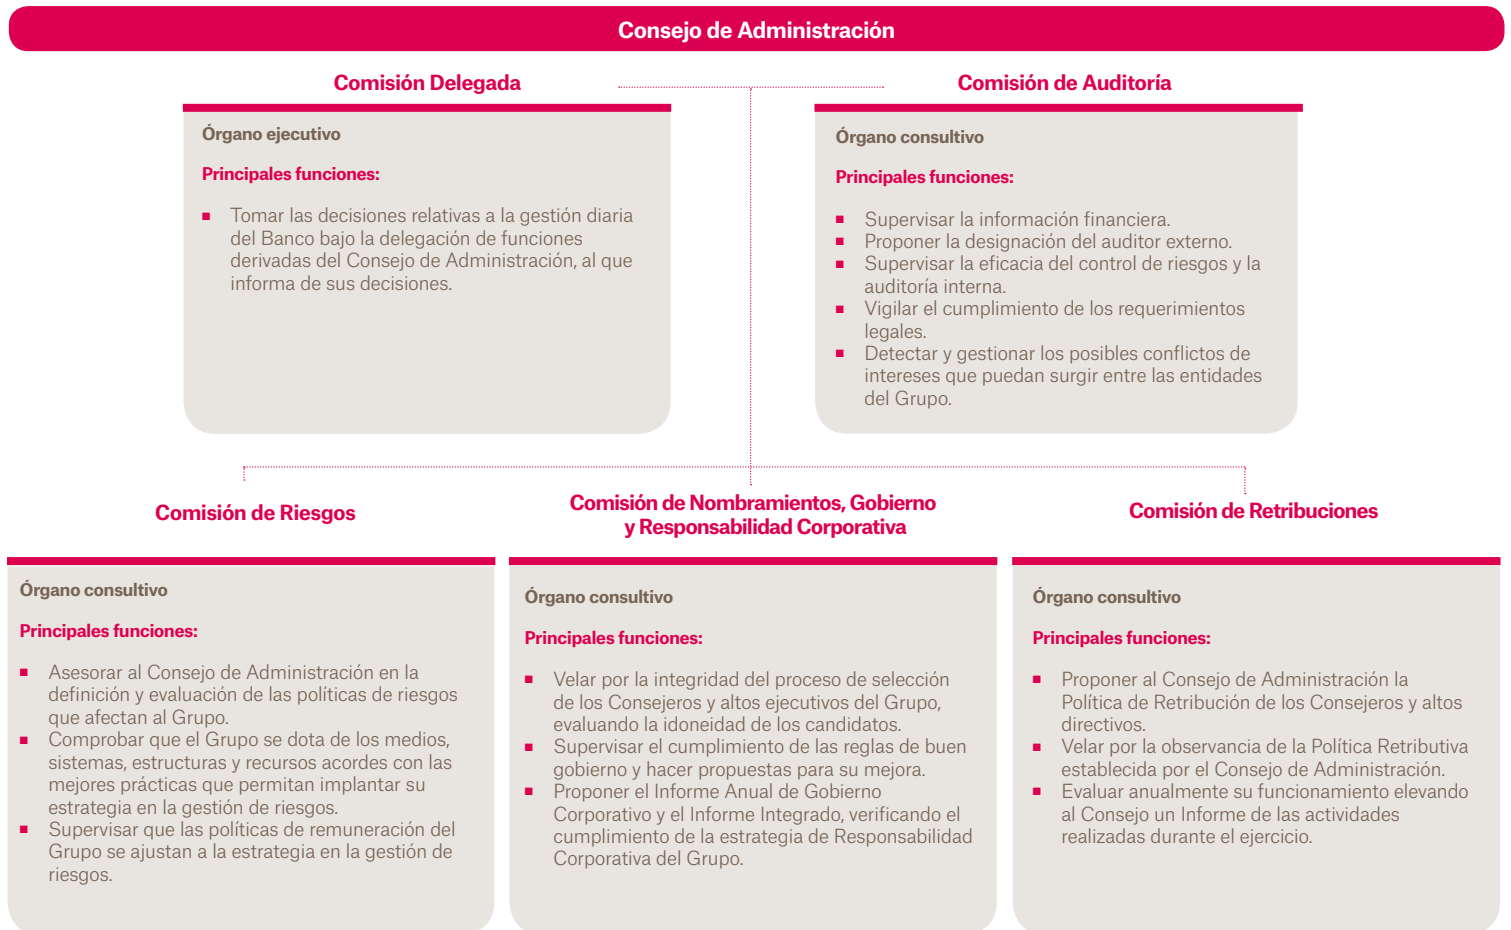 Consejo de Administración
Comisión Delegada
Órgano ejecutivo
Principales funciones:
▪ Tomar las decisiones relativas a la gestión diaria
del Banco bajo la delegación de funciones
derivadas del Consejo de Administración, al que
informa de sus decisiones.
Comisión de Auditoría
Órgano consultivo
Principales funciones:
▪ Supervisar la información financiera.
▪ Proponer la designación del auditor externo.
▪ Supervisar la eficacia del control de riesgos y la
auditoría interna.
▪ Vigilar el cumplimiento de los requerimientos
legales.
▪ Detectar y gestionar los posibles conflictos de
intereses que puedan surgir entre las entidades
del Grupo.
Comisión de Riesgos
Órgano consultivo
Principales funciones:
▪ Asesorar al Consejo de Administración en la
definición y evaluación de las políticas de riesgos
que afectan al Grupo.
▪ Comprobar que el Grupo se dota de los medios,
sistemas, estructuras y recursos acordes con las
mejores prácticas que permitan implantar su
estrategia en la gestión de riesgos.
▪ Supervisar que las políticas de remuneración del
Grupo se ajustan a la estrategia en la gestión de
riesgos.
Comisión de Nombramientos, Gobierno
y Responsabilidad Corporativa
Órgano consultivo
Principales funciones:
▪ Velar por la integridad del proceso de selección
de los Consejeros y altos ejecutivos del Grupo,
evaluando la idoneidad de los candidatos.
▪ Supervisar el cumplimiento de las reglas de buen
gobierno y hacer propuestas para su mejora.
▪ Proponer el Informe Anual de Gobierno
Corporativo y el Informe Integrado, verificando el
cumplimiento de la estrategia de Responsabilidad
Corporativa del Grupo.
Comisión de Retribuciones
Órgano consultivo
Principales funciones:
▪ Proponer al Consejo de Administración la
Política de Retribución de los Consejeros y altos
directivos.
▪ Velar por la observancia de la Política Retributiva
establecida por el Consejo de Administración.
▪ Evaluar anualmente su funcionamiento elevando
al Consejo un Informe de las actividades
realizadas durante el ejercicio.